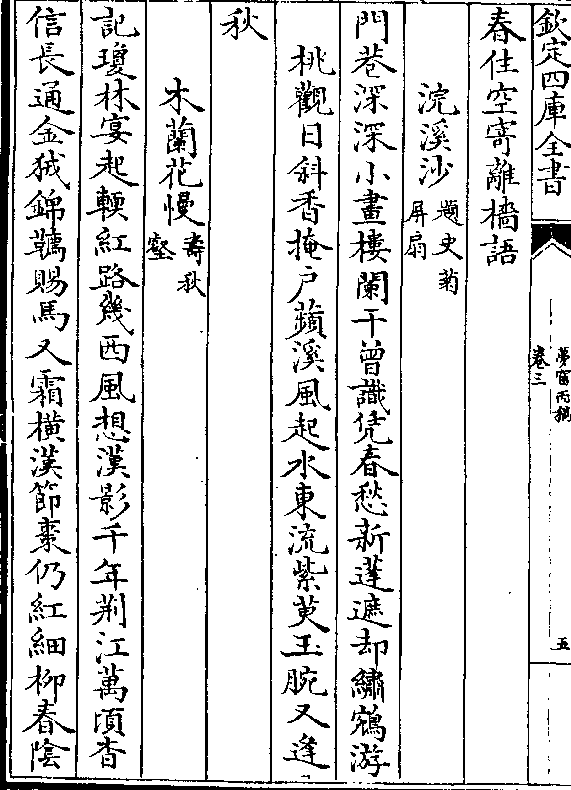 欽定四庫全書
夢窗丙稿
卷三
五
春住空寄離檣語
浣溪沙
題史菊
屏扇
門巷深深小畫樓闌干曾識凭春愁新蓬遮却繡鴛游
桃觀日斜香掩户蘋溪風起水東流紫萸玉腕又逢
秋
木蘭花慢
壽秋
壑
記瓊林宴起輭紅路幾西風想漢影千年荆江萬頃杳
信長通金狨錦韉賜馬又霜橫漢節棗仍紅細柳春陰